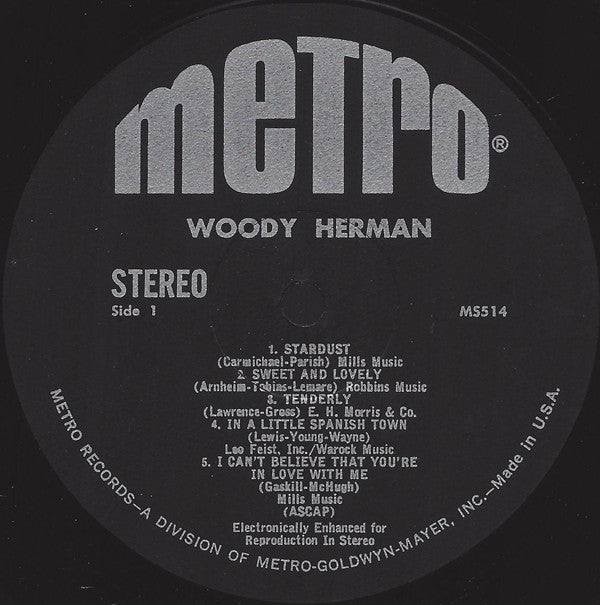 metro®
WOODY HERMAN
STEREO
Side 1
MS514
1. STARDUST
(Carmichael-Parish) Mills Music
2. SWEET AND LOVELY
(Arnheim-Tobias-Lemare) Robbins Music
3. TENDERLY
(Lawrence-Gross) E. H. Morris & Co.
4. IN A LITTLE SPANISH TOWN
(Lewis-Young-Wayne)
Leo Feist, Inc./Warock Music
5. I CAN'T BELIEVE THAT YOU'RE
IN LOVE WITH ME
(Gaskill-McHugh)
Mills Music
(ASCAP)
Electronically Enhanced for
Reproduction In Stereo
METRO RECORDS—A DIVISION OF METRO-GOLDWYN-MAYER, INC.—Made in U.S.A.